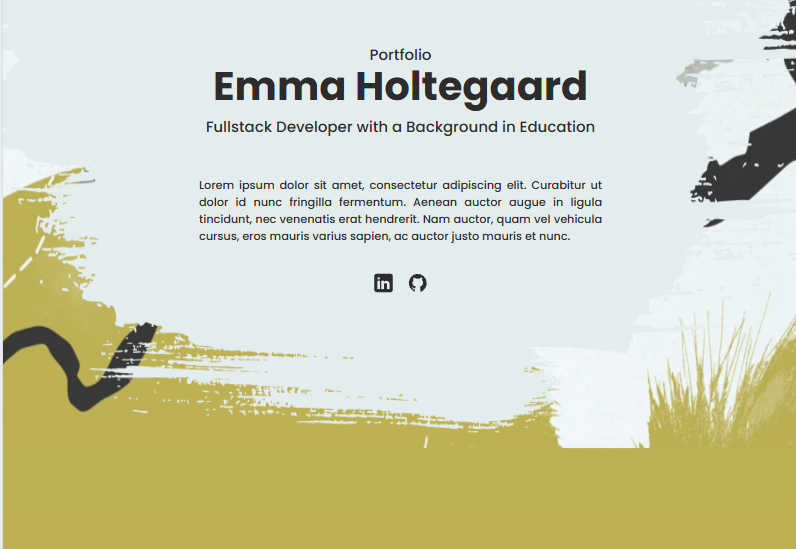 Portfolio
Emma Holtegaard
Fullstack Developer with a Background in Education
Lorem ipsum dolor sit amet, consectetur adipiscing elit. Curabitur ut
dolor id nunc fringilla fermentum. Aenean auctor augue in ligula
tincidunt, nec venenatis erat hendrerit. Nam auctor, quam vel vehicula
cursus, eros mauris varius sapien, ac auctor justo mauris et nunc.
in